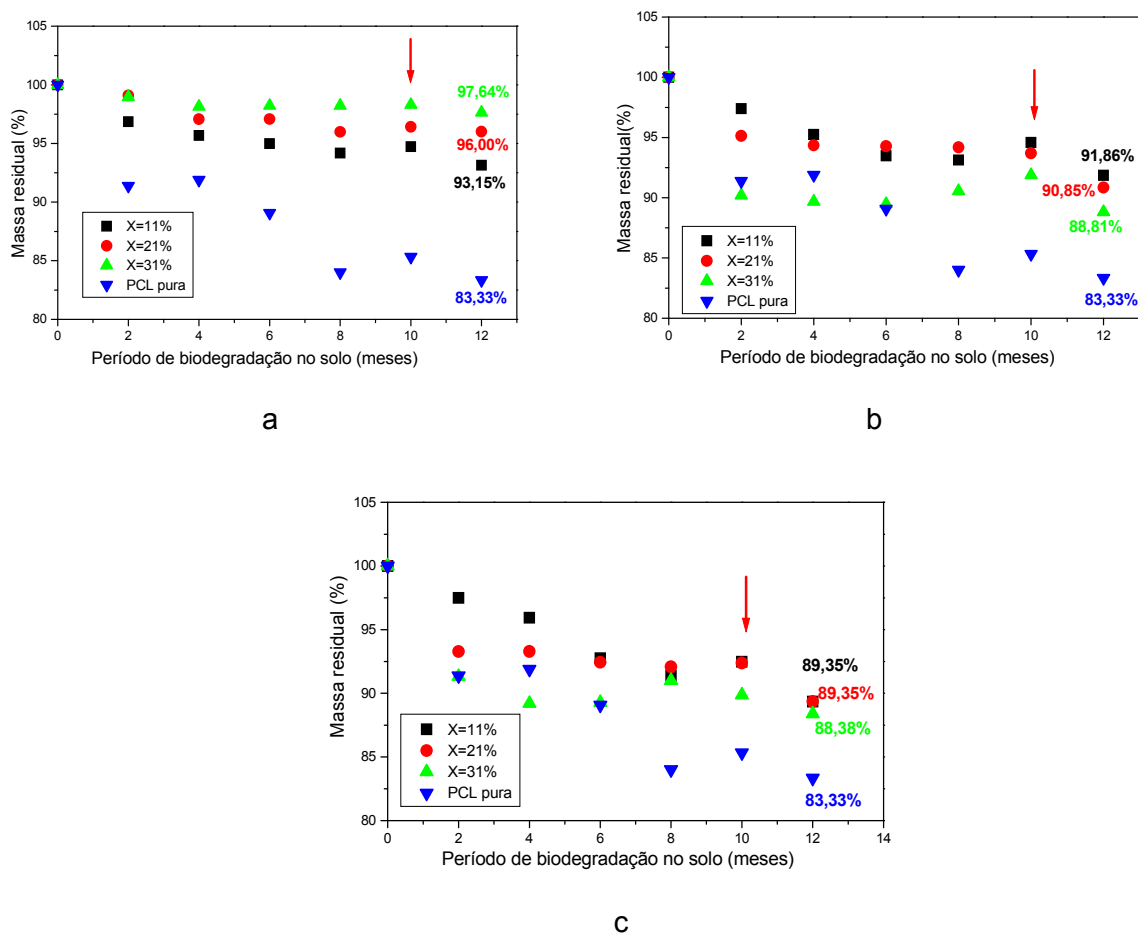 105
100
95
90
85
80
Massa residual (%)
97,64%
96,00%
93,15%
83,33%
X=11%
X=21%
X=31%
PCL pura
0 2 4 6 8 10 12
Período de biodegradação no solo (meses)
a
105
100
95
90
85
80
Massa residual(%)
91,86%
90,85%
88,81%
83,33%
X=11%
X=21%
X=31%
PCL pura
0 2 4 6 8 10 12
Período de biodegradação no solo (meses)
b
105
100
95
90
85
80
Massa residual (%)
89,35%
89,35%
88,38%
83,33%
X=11%
X=21%
X=31%
PCL pura
0 2 4 6 8 10 12 14
Período de biodegradação no solo (meses)
c